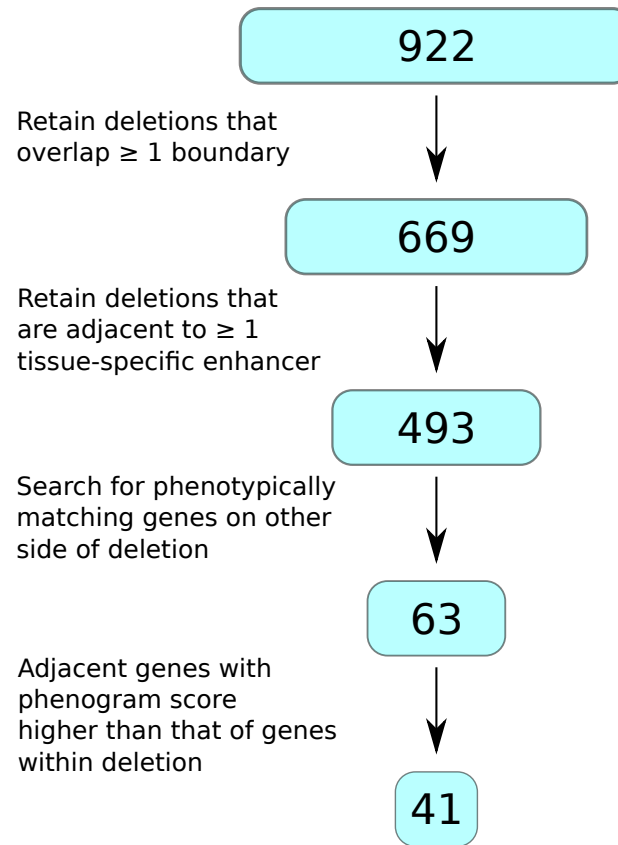 922
Retain deletions that
overlap ≥ 1 boundary
669
Retain deletions that
are adjacent to ≥ 1
tissue-specific enhancer
493
Search for phenotypically
matching genes on other
side of deletion
63
Adjacent genes with
phenogram score
higher than that of genes
within deletion
41